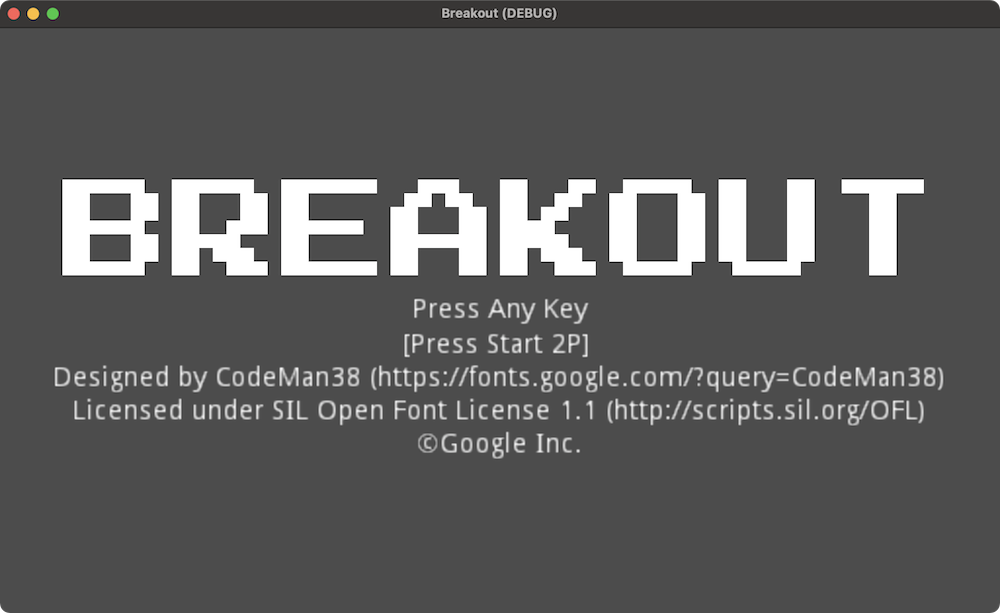 Breakout (DEBUG)
BREAKOUT
Press Any Key
[Press Start 2P]
Designed by CodeMan38 (https://fonts.google.com/?query=CodeMan38)
Licensed under SIL Open Font License 1.1 (http://scripts.sil.org/OFL)
©Google Inc.